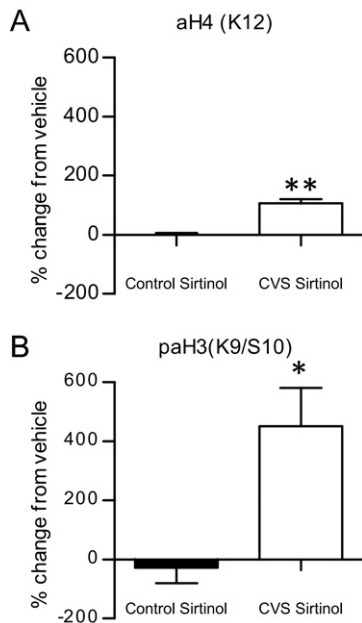 A
aH4 (K12)
% change from vehicle
600
400
200
0
-200
**
Control Sirtinol
CVS Sirtinol
B
paH3(K9/S10)
% change from vehicle
600
400
200
0
-200
*
Control Sirtinol
CVS Sirtinol